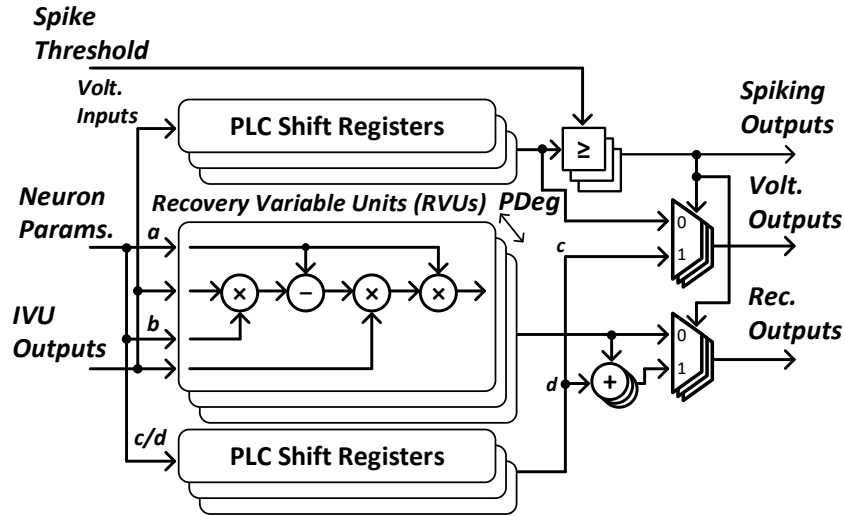 Spike
Threshold
Volt.
Inputs
PLC Shift Registers
≥
Spiking
Outputs
Neuron
Params.
Recovery Variable Units (RVUs)
PDeg
Volt.
Outputs
a
c
0
1
×
−
×
×
IVU
Outputs
b
Rec.
Outputs
0
1
d
+
c/d
PLC Shift Registers